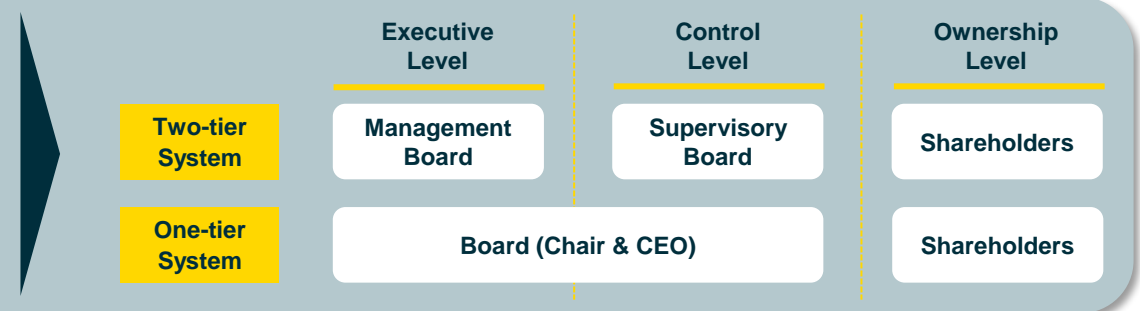 Executive
Level
Control
Level
Ownership
Level
Two-tier
System
Management
Board
Supervisory
Board
Shareholders
One-tier
System
Board (Chair & CEO)
Shareholders